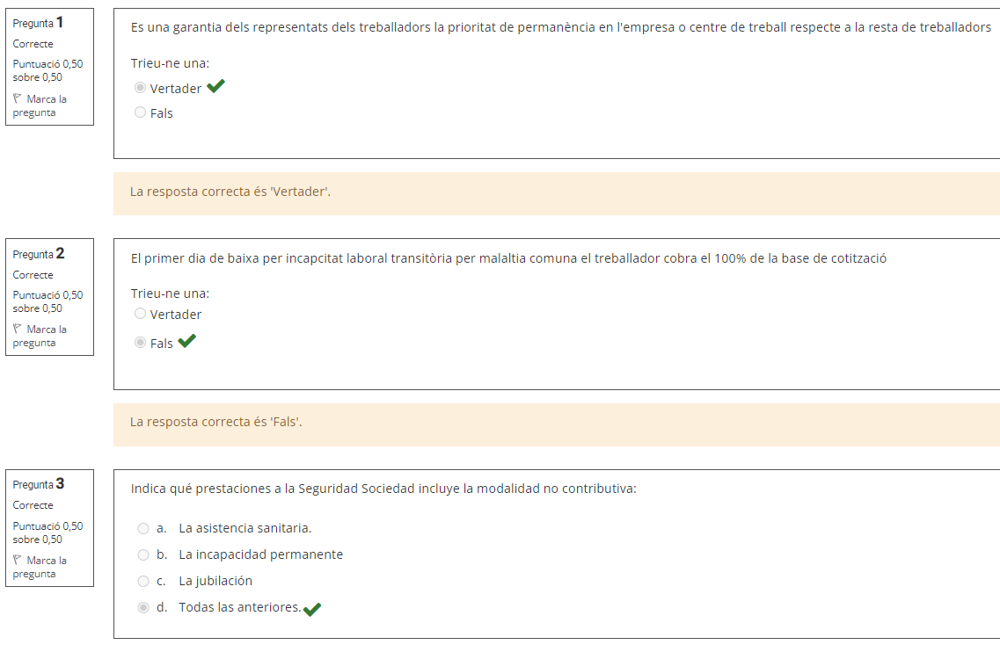 Pregunta 1
Correcte
Puntuació 0,50
sobre 0,50
Marca la
pregunta
Es una garantia dels representats dels treballadors la prioritat de permanència en l'empresa o centre de treball respecte a la resta de treballadors
Trieu-ne una:
Vertader
Fals
La resposta correcta és 'Vertader'.
Pregunta 2
Correcte
Puntuació 0,50
sobre 0,50
Marca la
pregunta
El primer dia de baixa per incapcitat laboral transitòria per malaltia comuna el treballador cobra el 100% de la base de cotització
Trieu-ne una:
Vertader
Fals
La resposta correcta és 'Fals'.
Pregunta 3
Correcte
Puntuació 0,50
sobre 0,50
Marca la
pregunta
Indica qué prestaciones a la Seguridad Sociedad incluye la modalidad no contributiva:
a. La asistencia sanitaria.
b. La incapacidad permanente
c. La jubilación
d. Todas las anteriores.